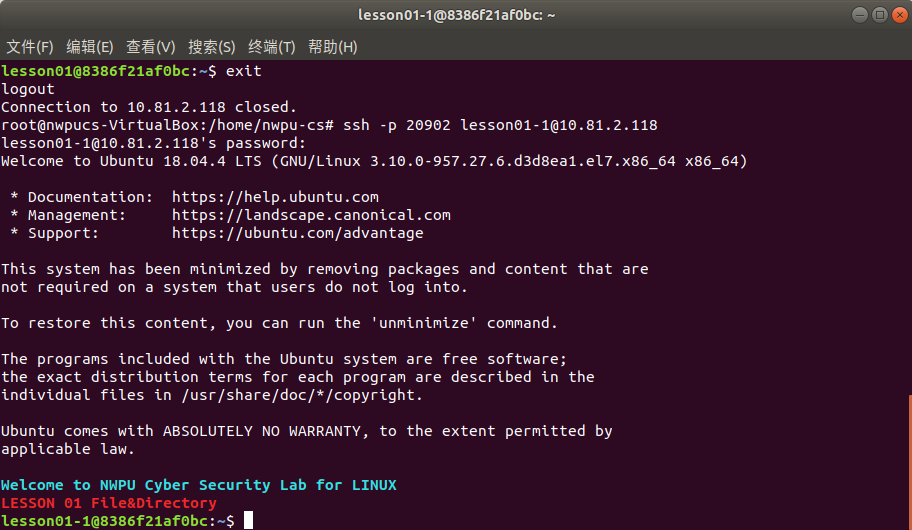 lesson01-1@8386f21af0bc: ~
文件(F) 编辑(E) 查看(V) 搜索(S) 终端(T) 帮助(H)
lesson01@8386f21af0bc:~$ exit
logout
Connection to 10.81.2.118 closed.
root@nwpucs-VirtualBox:/home/nwpu-cs# ssh -p 20902 lesson01-1@10.81.2.118
lesson01-1@10.81.2.118's password:
Welcome to Ubuntu 18.04.4 LTS (GNU/Linux 3.10.0-957.27.6.d3d8ea1.el7.x86_64 x86_64)
* Documentation:  https://help.ubuntu.com
* Management:     https://landscape.canonical.com
* Support:        https://ubuntu.com/advantage
This system has been minimized by removing packages and content that are
not required on a system that users do not log into.
To restore this content, you can run the 'unminimize' command.
The programs included with the Ubuntu system are free software;
the exact distribution terms for each program are described in the
individual files in /usr/share/doc/*/copyright.
Ubuntu comes with ABSOLUTELY NO WARRANTY, to the extent permitted by
applicable law.
Welcome to NWPU Cyber Security Lab for LINUX
LESSON 01 File&Directory
lesson01-1@8386f21af0bc:~$